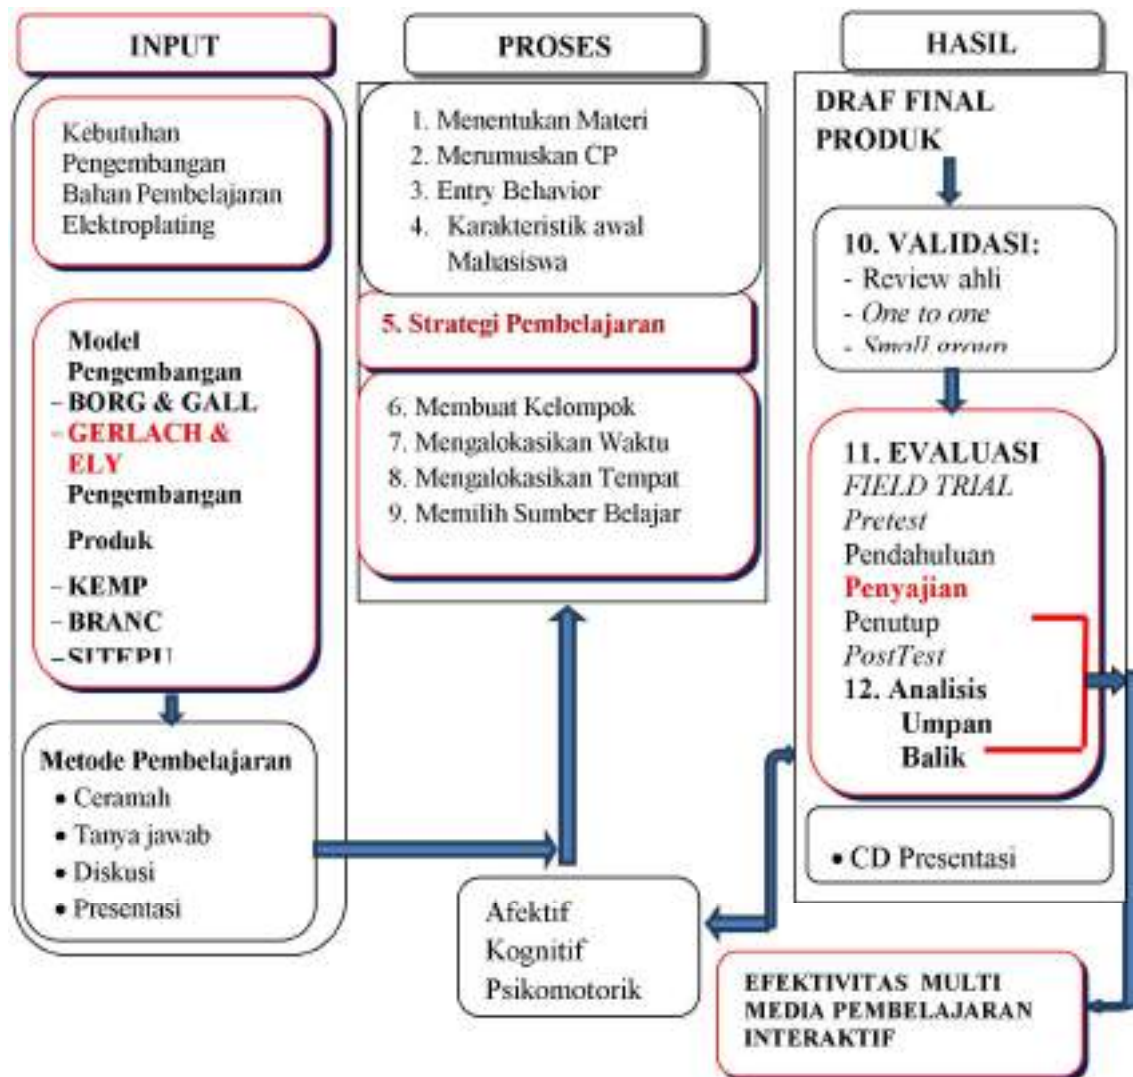 INPUT
Kebutuhan
Pengembangan
Bahan Pembelajaran
Elektroplating
Model
Pengembangan
- BORG & GALL
- GERLACH &
ELY
Pengembangan
Produk
- KEMP
- BRANC
- SITEPU
Metode Pembelajaran
• Ceramah
• Tanya jawab
• Diskusi
• Presentasi
PROSES
1. Menentukan Materi
2. Merumuskan CP
3. Entry Behavior
4. Karakteristik awal
Mahasiswa
5. Strategi Pembelajaran
6. Membuat Kelompok
7. Mengalokasikan Waktu
8. Mengalokasikan Tempat
9. Memilih Sumber Belajar
Afektif
Kognitif
Psikomotorik
HASIL
DRAF FINAL
PRODUK
10. VALIDASI:
- Review ahli
- One to one
- Small group
11. EVALUASI
FIELD TRIAL
Pretest
Pendahuluan
Penyajian
Penutup
PostTest
12. Analisis
Umpan
Balik
• CD Presentasi
EFEKTIVITAS MULTI
MEDIA PEMBELAJARAN
INTERAKTIF